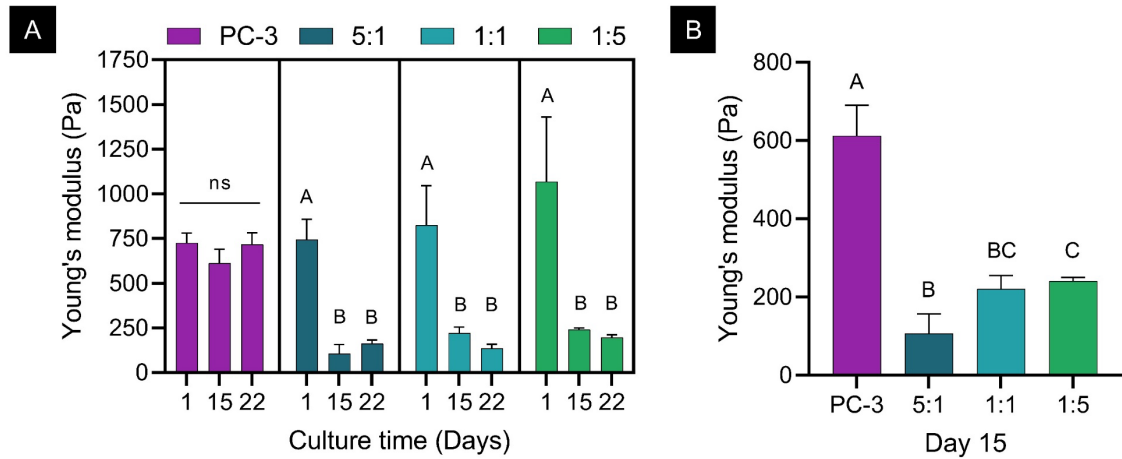 A
PC-3 5:1 1:1 1:5
Young's modulus (Pa)
1750
1500
1250
1000
750
500
250
0
ns
A
B B
A
B B
A
B B
1 15 22 1 15 22 1 15 22 1 15 22
Culture time (Days)
B
Young's modulus (Pa)
800
600
400
200
0
A
B
BC
C
PC-3 5:1 1:1 1:5
Day 15